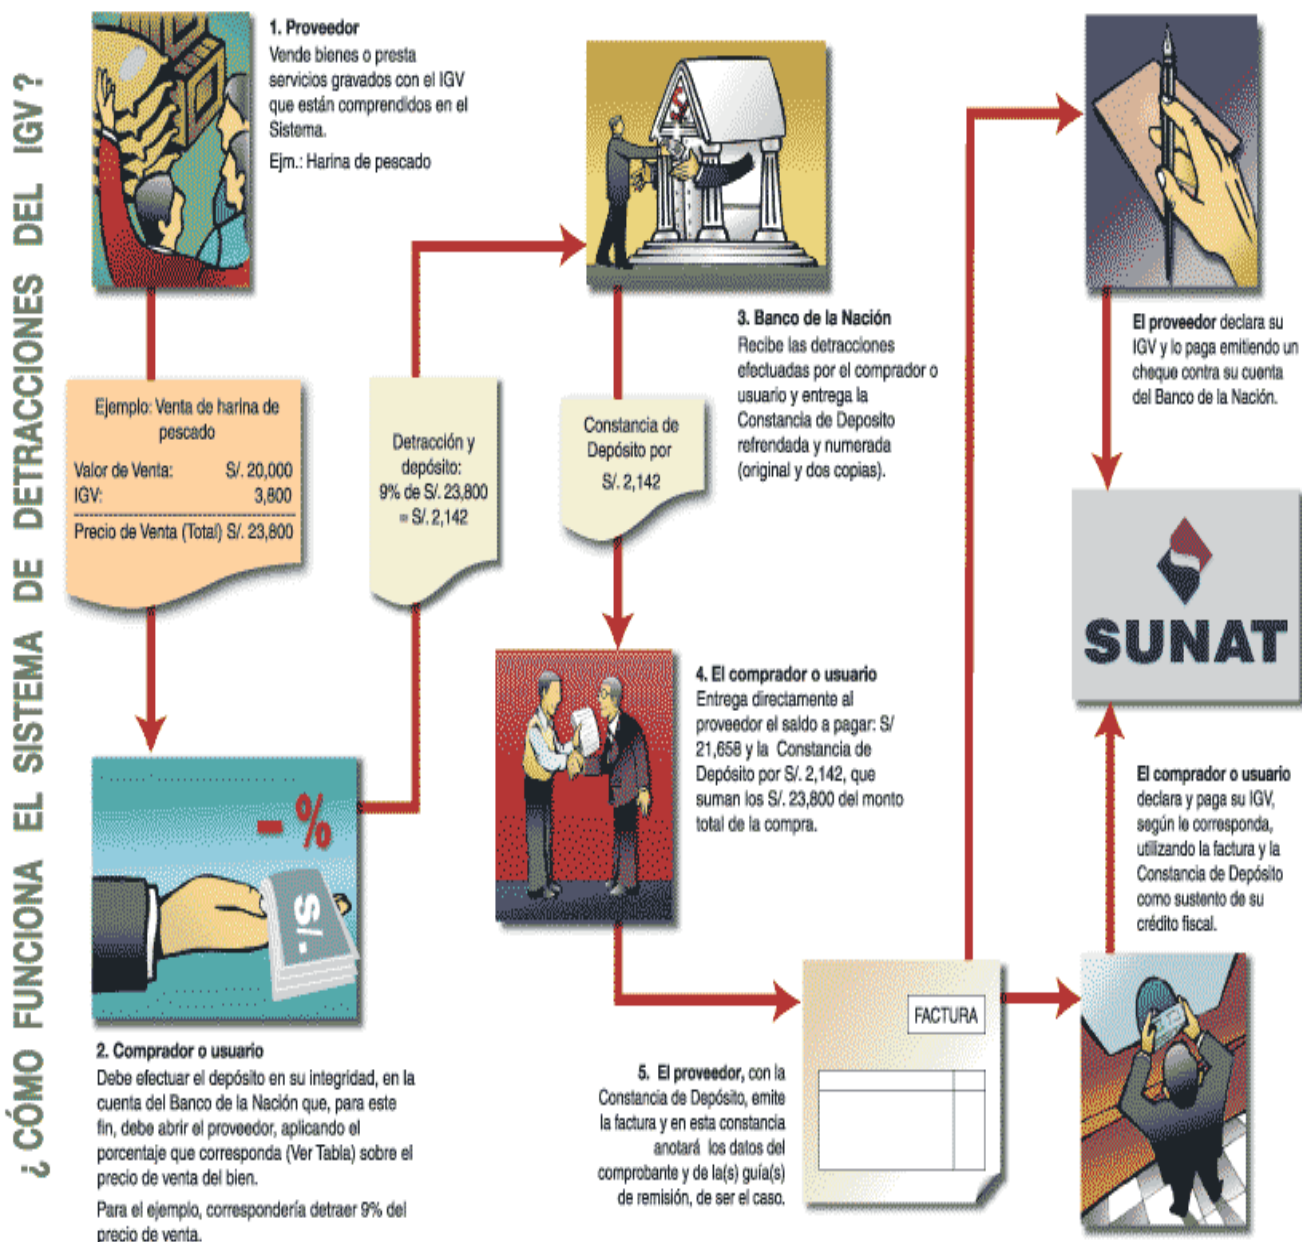 ¿CÓMO FUNCIONA EL SISTEMA DE DETRACCIONES DEL IGV?
1. Proveedor
Vende bienes o presta
servicios gravados con el IGV
que están comprendidos en el
Sistema.
Ejm.: Harina de pescado
Ejemplo: Venta de harina de
pescado
Valor de Venta: S/. 20,000
IGV: 3,800
Precio de Venta (Total) S/. 23,800
- %
S/.
2. Comprador o usuario
Debe efectuar el depósito en su integridad, en la
cuenta del Banco de la Nación que, para este
fin, debe abrir el proveedor, aplicando el
porcentaje que corresponda (Ver Tabla) sobre el
precio de venta del bien.
Para el ejemplo, correspondería detraer 9% del
precio de venta.
Detracción y
depósito:
9% de S/. 23,800
= S/. 2,142
3. Banco de la Nación
Recibe las detracciones
efectuadas por el comprador o
usuario y entrega la
Constancia de Deposito
refrendada y numerada
(original y dos copias).
Constancia de
Depósito por
S/. 2,142
4. El comprador o usuario
Entrega directamente al
proveedor el saldo a pagar: S/
21,658 y la Constancia de
Depósito por S/. 2,142, que
suman los S/. 23,800 del monto
total de la compra.
5. El proveedor, con la
Constancia de Depósito, emite
la factura y en esta constancia
anotará los datos del
comprobante y de la(s) guía(s)
de remisión, de ser el caso.
FACTURA
El proveedor declara su
IGV y lo paga emitiendo un
cheque contra su cuenta
del Banco de la Nación.
SUNAT
El comprador o usuario
declara y paga su IGV,
según le corresponda,
utilizando la factura y la
Constancia de Depósito
como sustento de su
crédito fiscal.